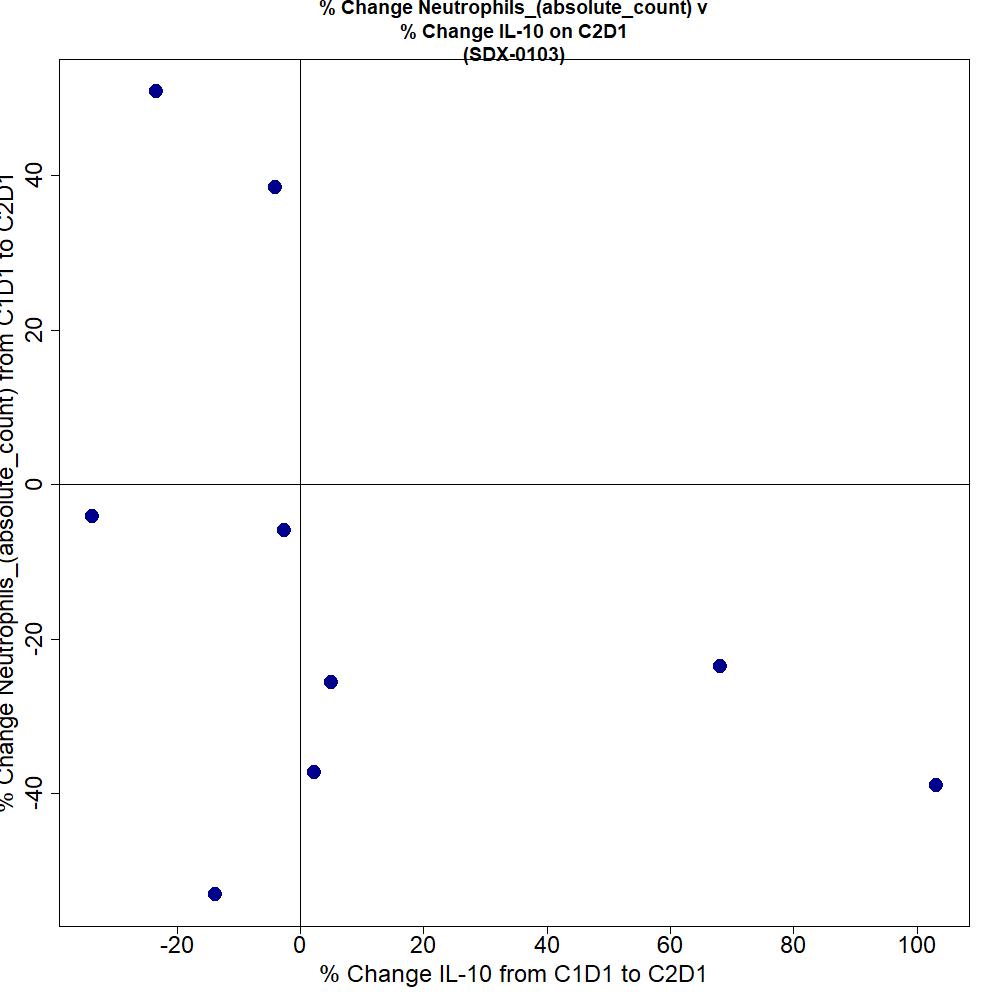 % Change Neutrophils_(absolute_count) v
% Change IL-10 on C2D1
(SDX-0103)
% Change Neutrophils_(absolute_count) from C1D1 to C2D1
40
20
0
-20
-40
-20
0
20
40
60
80
100
% Change IL-10 from C1D1 to C2D1